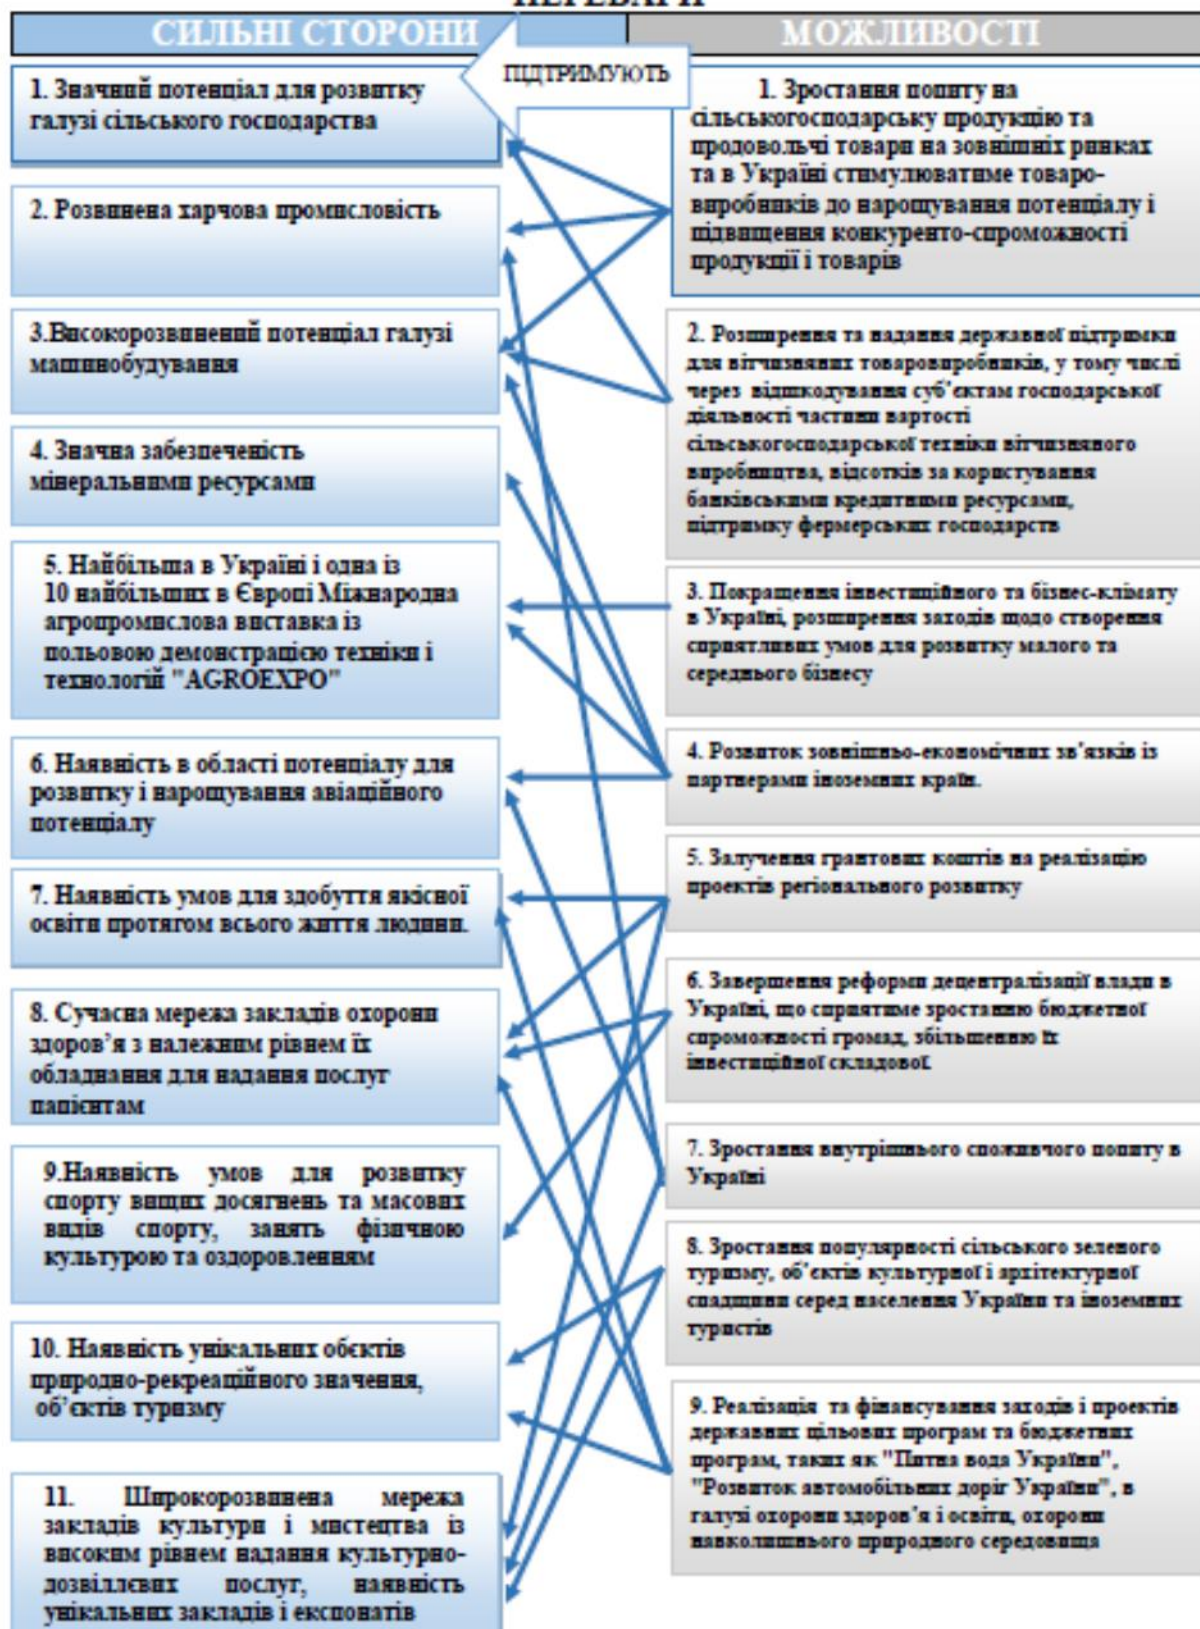 ПЕРЕВАГИ
СИЛЬНІ СТОРОНИ
МОЖЛИВОСТІ
ПІДТРИМУЮТЬ
1. Значний потенціал для розвитку
галузі сільського господарства
2. Розвинена харчова промисловість
3.Високорозвинений потенціал галузі
машинобудування
4. Значна забезпеченість
мінеральними ресурсами
5. Найбільша в Україні і одна із
10 найбільших в Європі Міжнародна
агропромислова виставка із
польовою демонстрацією техніки і
технологій "AGROEXPO"
6. Наявність в області потенціалу для
розвитку і нарощування авіаційного
потенціалу
7. Наявність умов для здобуття якісної
освіти протягом всього життя людини.
8. Сучасна мережа закладів охорони
здоров’я з належним рівнем їх
обладнання для надання послуг
пацієнтам
9.Наявність умов для розвитку
спорту вищих досягнень та масових
видів спорту, занять фізичною
культурою та оздоровленням
10. Наявність унікальних обєктів
природно-рекреаційного значення,
об’єктів туризму
11. Широкорозвинена мережа
закладів культури і мистецтва із
високим рівнем надання культурно-
дозвіллєвих послуг, наявність
унікальних закладів і експонатів
1. Зростання попиту на
сільськогосподарську продукцію та
продовольчі товари на зовнішніх ринках
та в Україні стимулюватиме товаро-
виробників до нарощування потенціалу і
підвищення конкуренто-спроможності
продукції і товарів
2. Розширення та надання державної підтримки
для вітчизняних товаровиробників, у тому числі
через відшкодування суб’єктам господарської
діяльності частини вартості
сільськогосподарської техніки вітчизняного
виробництва, відсотків за користування
банківськими кредитними ресурсами,
підтримку фермерських господарств
3. Покращення інвестиційного та бізнес-клімату
в Україні, розширення заходів щодо створення
сприятливих умов для розвитку малого та
середнього бізнесу
4. Розвиток зовнішньо-економічних зв’язків із
партнерами іноземних країн.
5. Залучення грантових коштів на реалізацію
проектів регіонального розвитку
6. Завершення реформи децентралізації влади в
Україні, що сприятиме зростанню бюджетної
спроможності громад, збільшенню їх
інвестиційної складової.
7. Зростання внутрішнього споживчого попиту в
Україні
8. Зростання популярності сільського зеленого
туризму, об’єктів культурної і архітектурної
спадщини серед населення України та іноземних
туристів
9. Реалізація та фінансування заходів і проектів
державних цільових програм та бюджетних
програм, таких як "Питна вода України",
"Розвиток автомобільних доріг України", в
галузі охорони здоров’я і освіти, охорони
навколишнього природного середовища